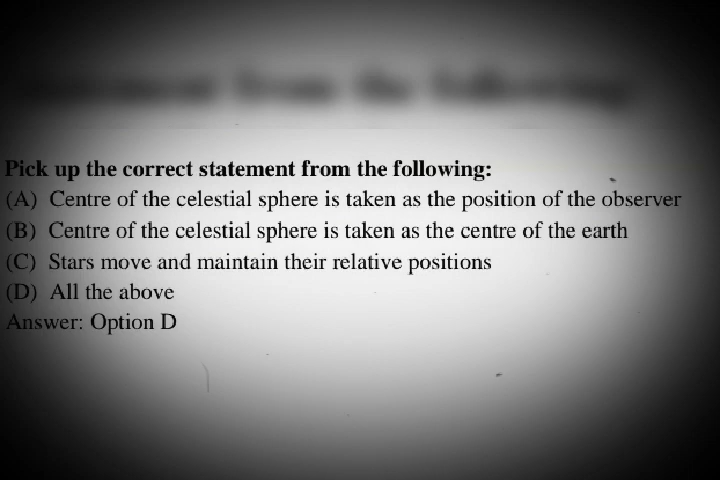 Pick up the correct statement from the following:
(A) Centre of the celestial sphere is taken as the position of the observer
(B) Centre of the celestial sphere is taken as the centre of the earth
(C) Stars move and maintain their relative positions
(D) All the above
Answer: Option D